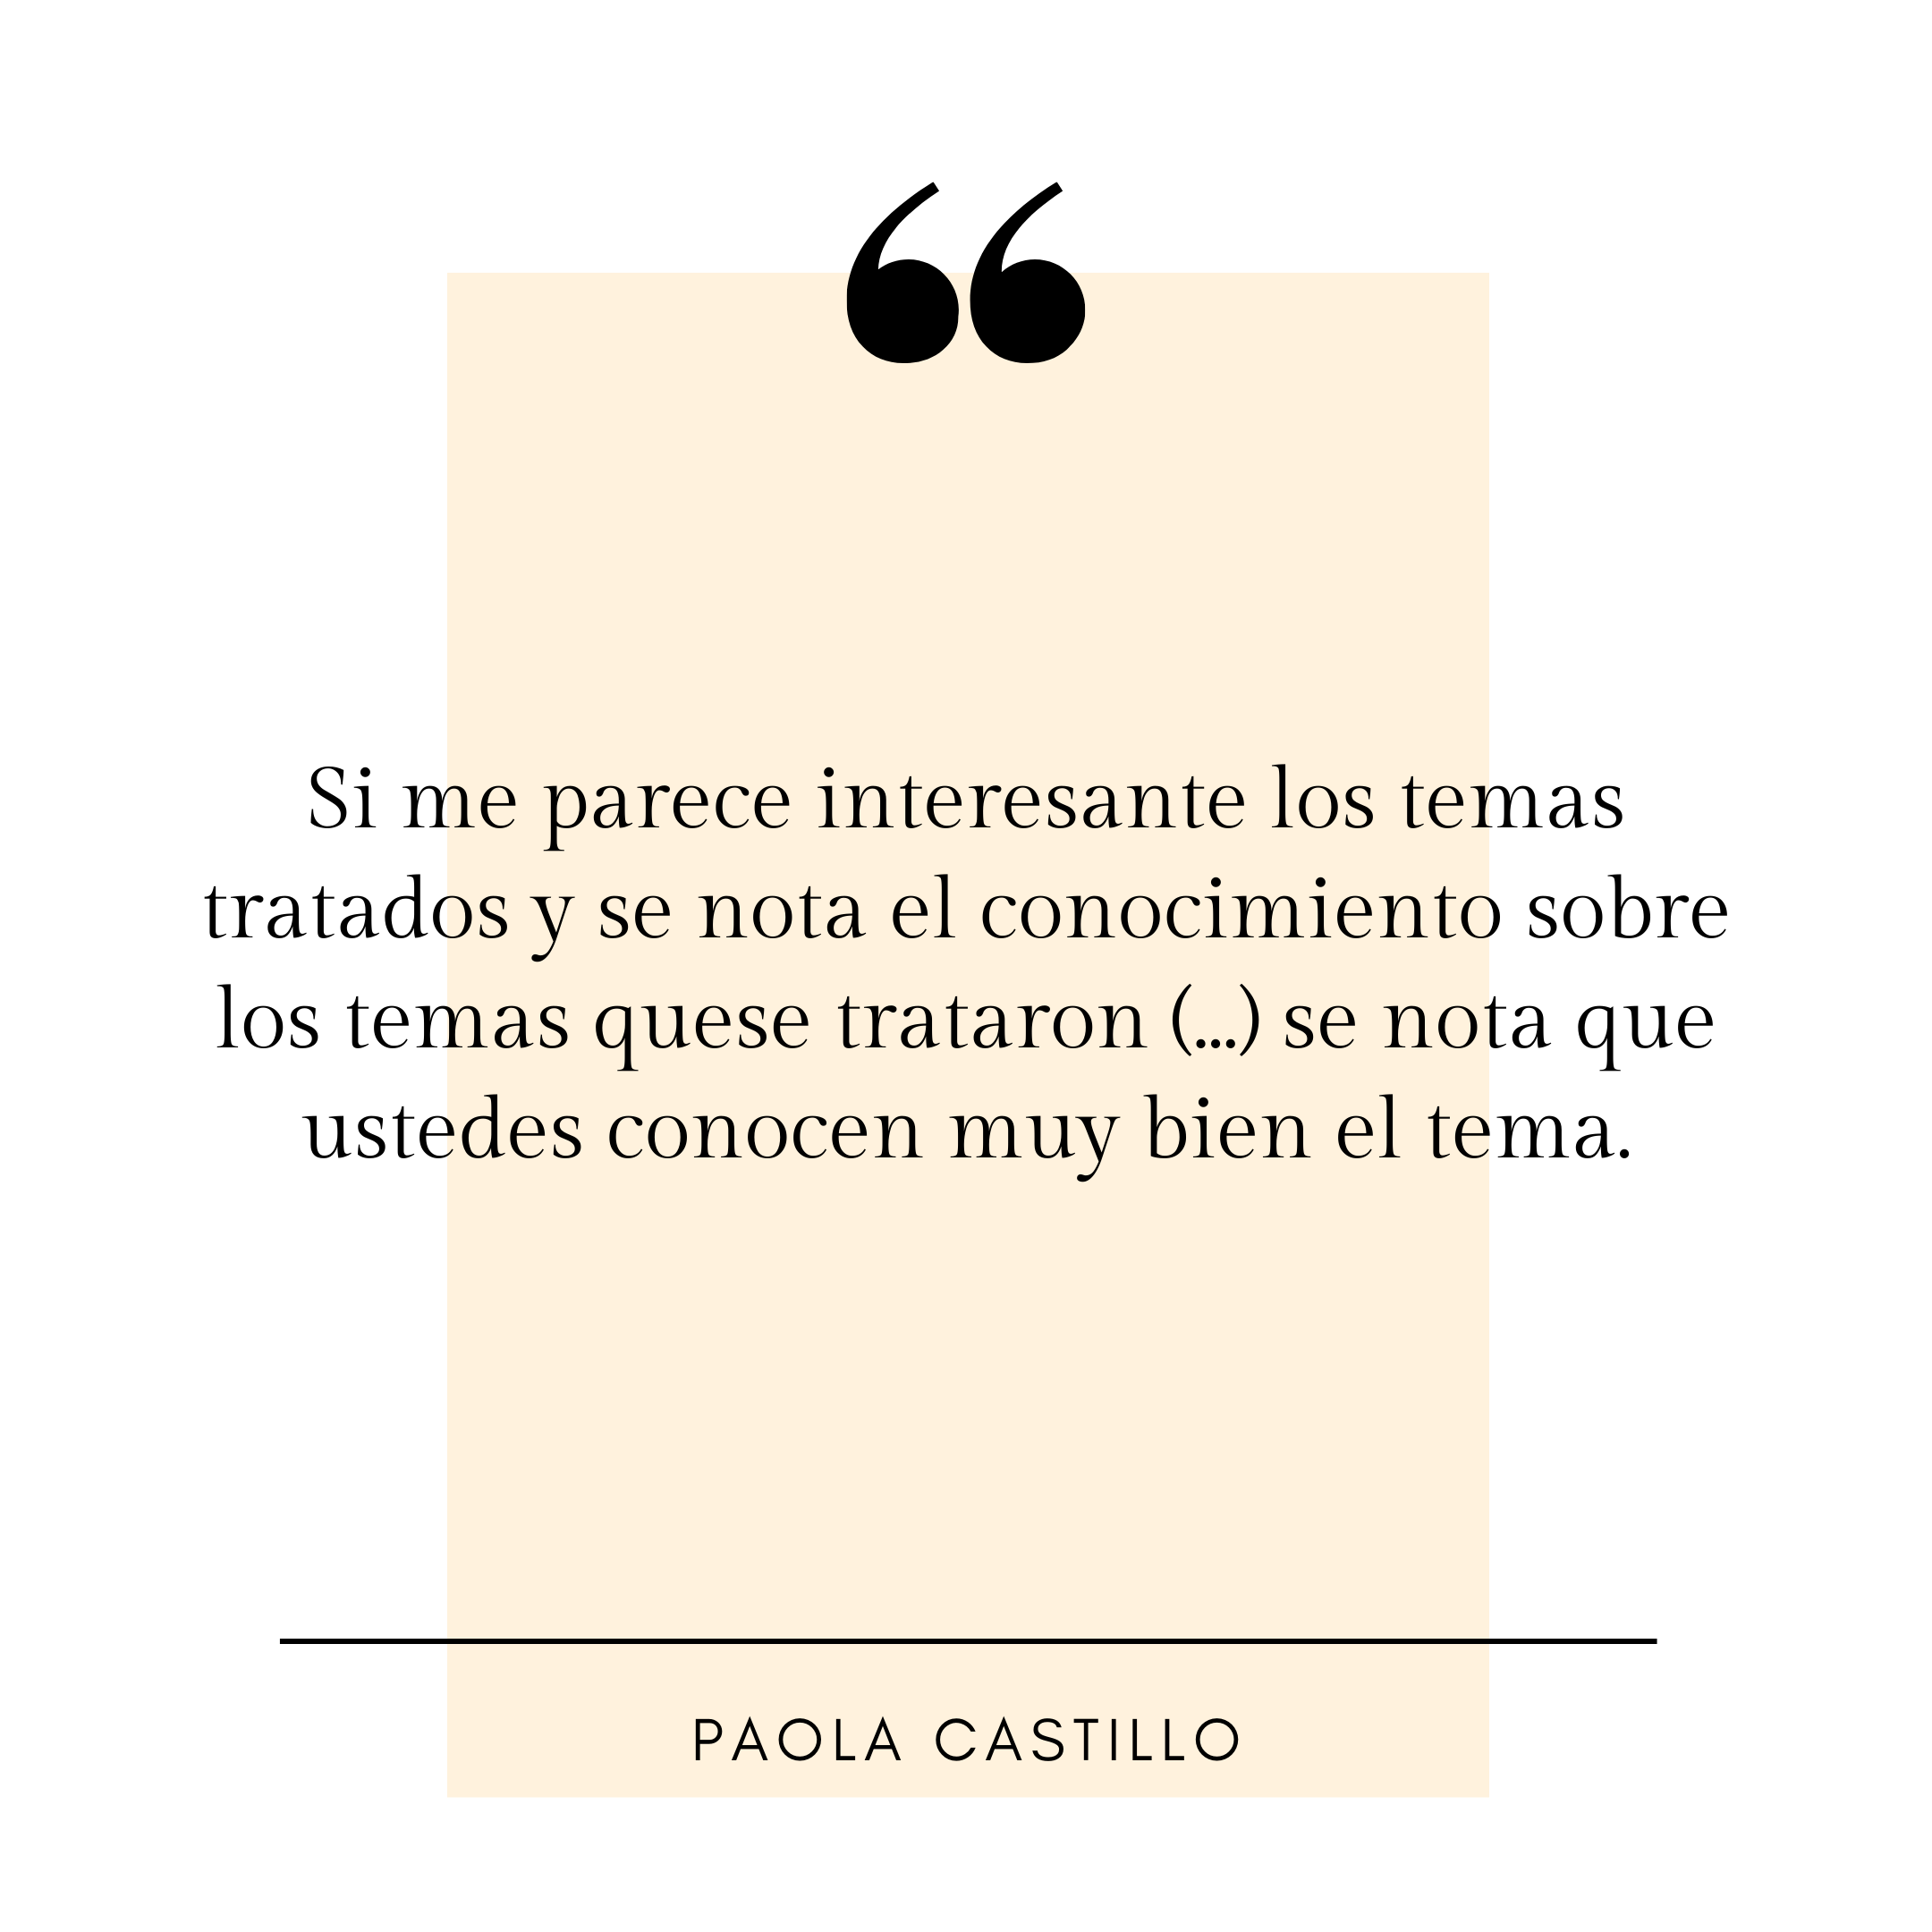 “
Si me parece interesante los temas
tratados y se nota el conocimiento sobre
los temas quese trataron (...) se nota que
ustedes conocen muy bien el tema.
PAOLA CASTILLO